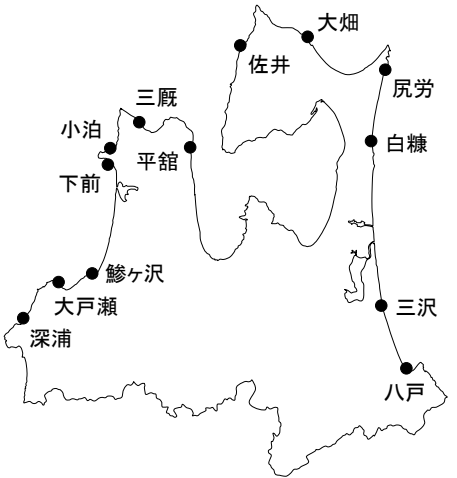 大畑
佐井
尻労
三厩
小泊
平舘
白糠
下前
鰺ヶ沢
大戸瀬
三沢
深浦
八戸